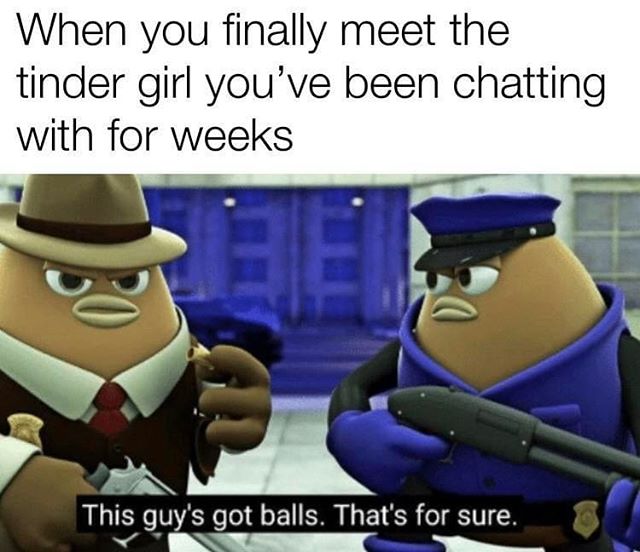 When you finally meet the
tinder girl you’ve been chatting
with for weeks
This guy's got balls. That's for sure.